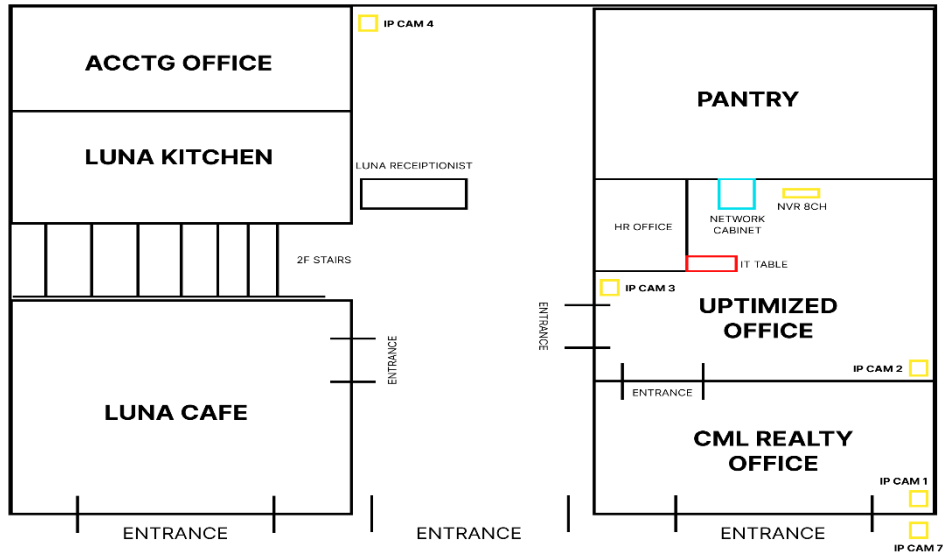 IP CAM 4
ACCTG OFFICE
PANTRY
LUNA KITCHEN
LUNA RECEIPTIONIST
NVR 8CH
NETWORK
CABINET
HR OFFICE
2F STAIRS
IT TABLE
IP CAM 3
UPTIMIZED
OFFICE
ENTRANCE
ENTRANCE
IP CAM 2
ENTRANCE
LUNA CAFE
CML REALTY
OFFICE
IP CAM 1
ENTRANCE
ENTRANCE
ENTRANCE
IP CAM 7